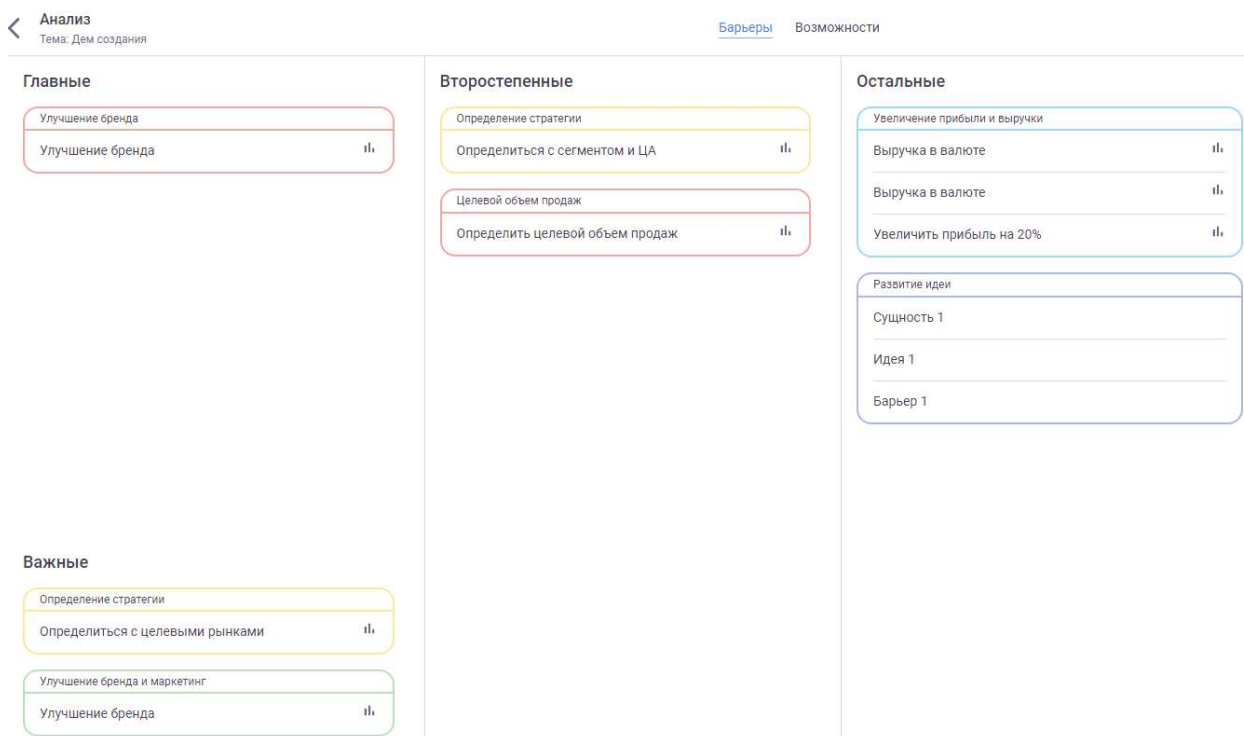 Анализ
Тема: Дем создания
Барьеры Возможности
Главные
Улучшение бренда
Улучшение бренда
Важные
Определение стратегии
Определиться с целевыми рынками
Улучшение бренда и маркетинг
Улучшение бренда
Второстепенные
Определение стратегии
Определиться с сегментом и ЦА
Целевой объем продаж
Определить целевой объем продаж
Остальные
Увеличение прибыли и выручки
Выручка в валюте
Выручка в валюте
Увеличить прибыль на 20%
Развитие идеи
Сущность 1
Идея 1
Барьер 1